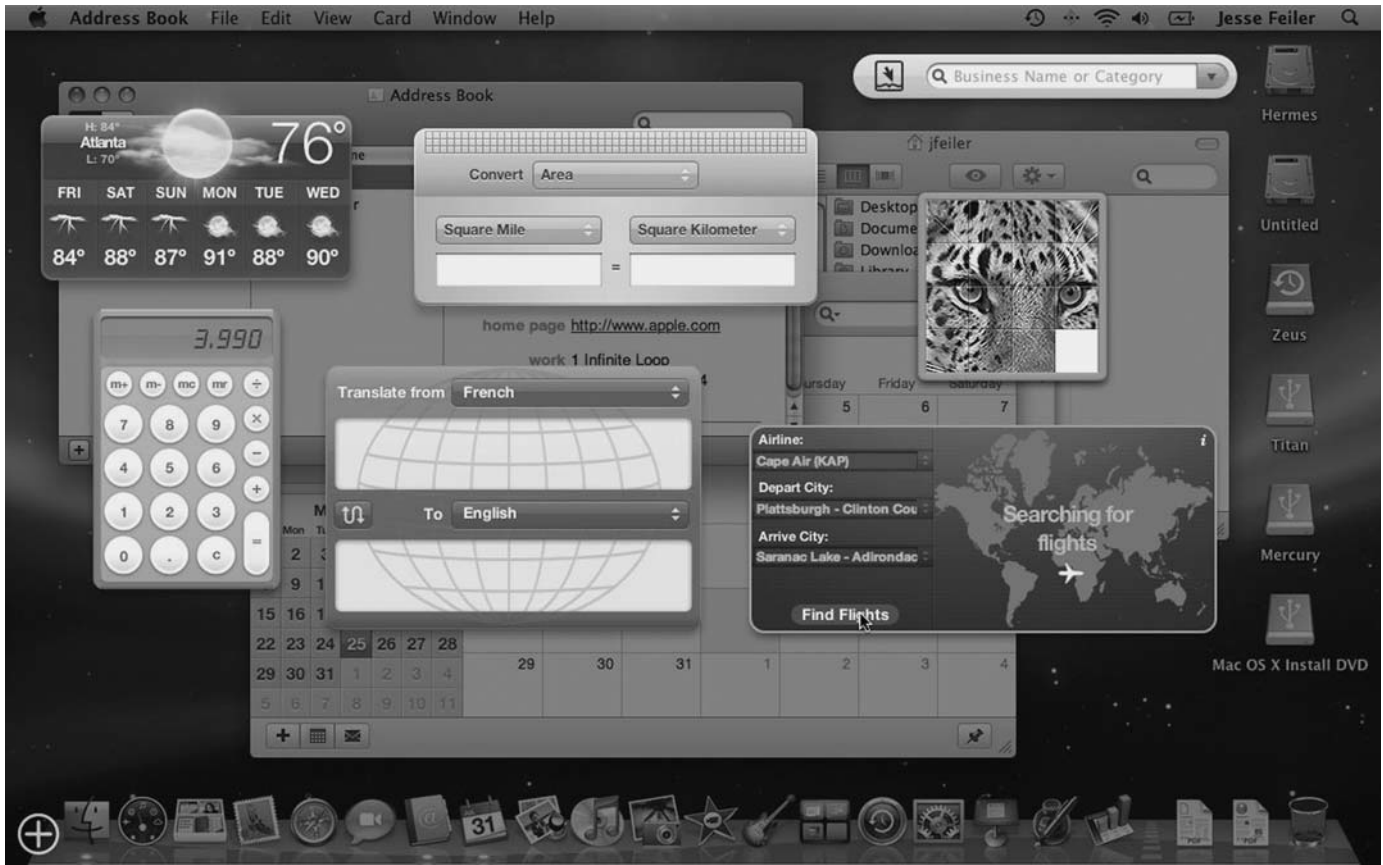 Address Book File Edit View Card Window Help
Jesse Feiler
Business Name or Category
Hermes
Untitled
Zeus
Titan
Mercury
Mac OS X Install DVD
Address Book
H: 84°
Atlanta
L: 70°
76°
FRI SAT SUN MON TUE WED
84° 88° 87° 91° 88° 90°
Convert Area
Square Mile Square Kilometer
=
jfeiler
Desktop
Docume
Downloa
Library
home page http://www.apple.com
work 1 Infinite Loop
3.990
m+ m- mc mr ÷
7 8 9 ×
4 5 6 −
1 2 3 +
0 . c =
Translate from French
To English
Friday Saturday
5 6 7
Airline:
Cape Air (KAP)
Depart City:
Plattsburgh - Clinton Cou
Arrive City:
Saranac Lake - Adirondac
Find Flights
Searching for
flights
i
Mon
2
9
15 16
22 23 24 25 26 27 28
29 30 31 1 2 3 4
5 6 7 8 9 10 11
29 30 31 1 2 3 4
31
PDF PDF